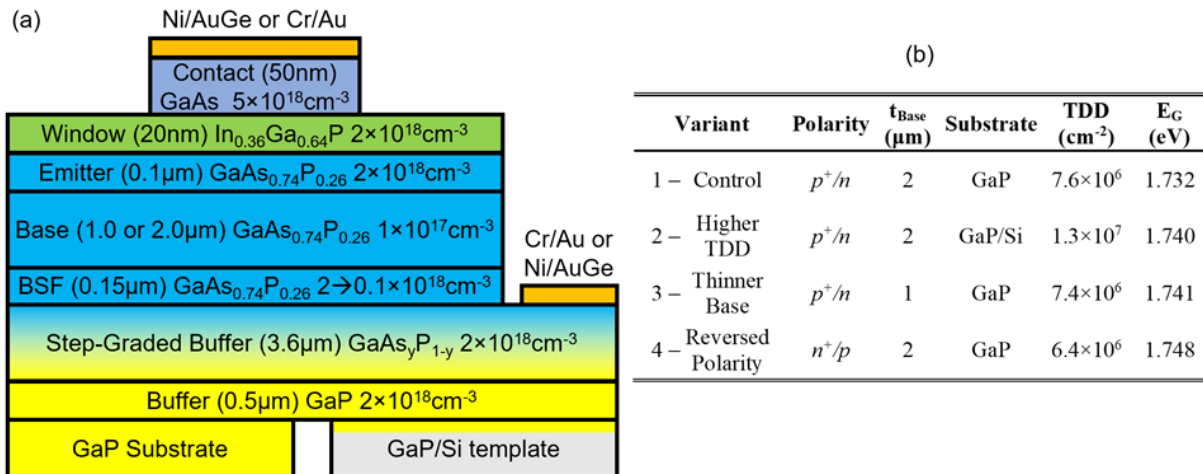 (a)
Ni/AuGe or Cr/Au
Contact (50nm)
GaAs 5×10¹⁸cm⁻³
Window (20nm) In₀.₃₆Ga₀.₆₄P 2×10¹⁸cm⁻³
Emitter (0.1µm) GaAs₀.₇₄P₀.₂₆ 2×10¹⁸cm⁻³
Base (1.0 or 2.0µm) GaAs₀.₇₄P₀.₂₆ 1×10¹⁷cm⁻³
Cr/Au or
Ni/AuGe
BSF (0.15µm) GaAs₀.₇₄P₀.₂₆ 2→0.1×10¹⁸cm⁻³
Step-Graded Buffer (3.6µm) GaAsyP1-y 2×10¹⁸cm⁻³
Buffer (0.5µm) GaP 2×10¹⁸cm⁻³
GaP Substrate
GaP/Si template
(b)
Variant Polarity tBase (µm) Substrate TDD (cm⁻²) EG (eV)
1 – Control p⁺/n 2 GaP 7.6×10⁶ 1.732
2 – Higher TDD p⁺/n 2 GaP/Si 1.3×10⁷ 1.740
3 – Thinner Base p⁺/n 1 GaP 7.4×10⁶ 1.741
4 – Reversed Polarity n⁺/p 2 GaP 6.4×10⁶ 1.748